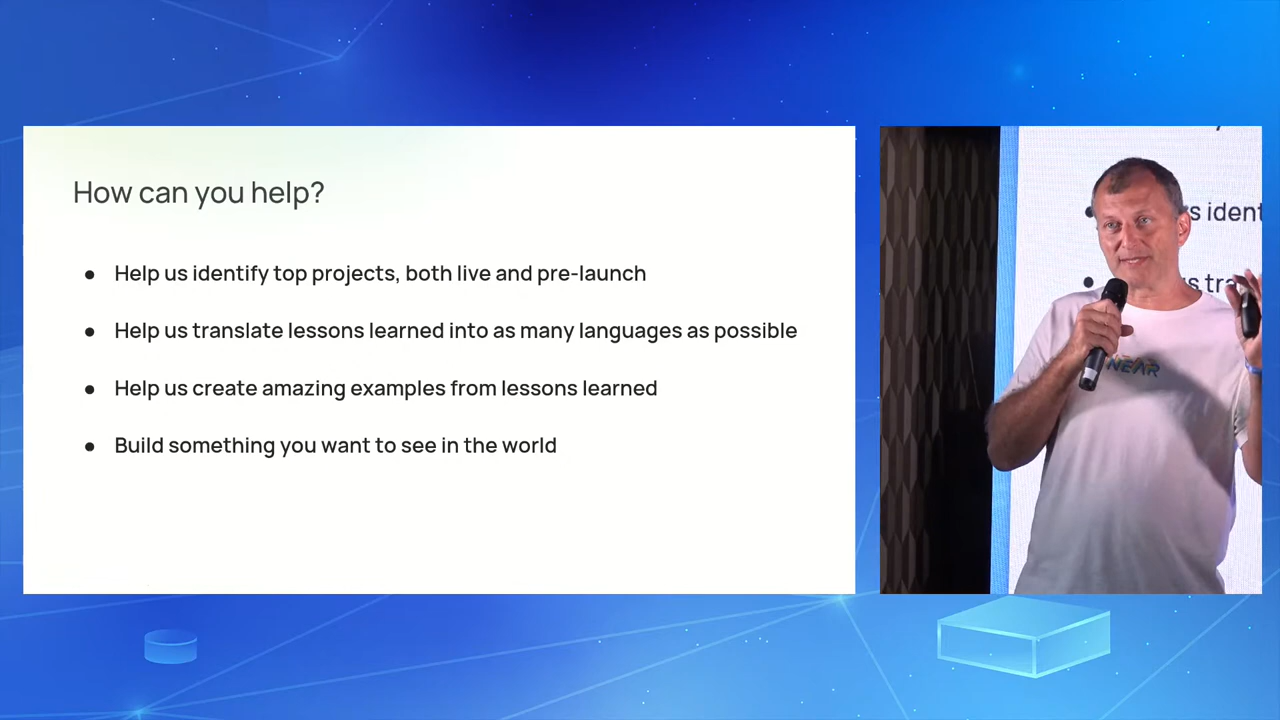 How can you help?
● Help us identify top projects, both live and pre-launch
● Help us translate lessons learned into as many languages as possible
● Help us create amazing examples from lessons learned
● Build something you want to see in the world
s ident
s tra
NEAR